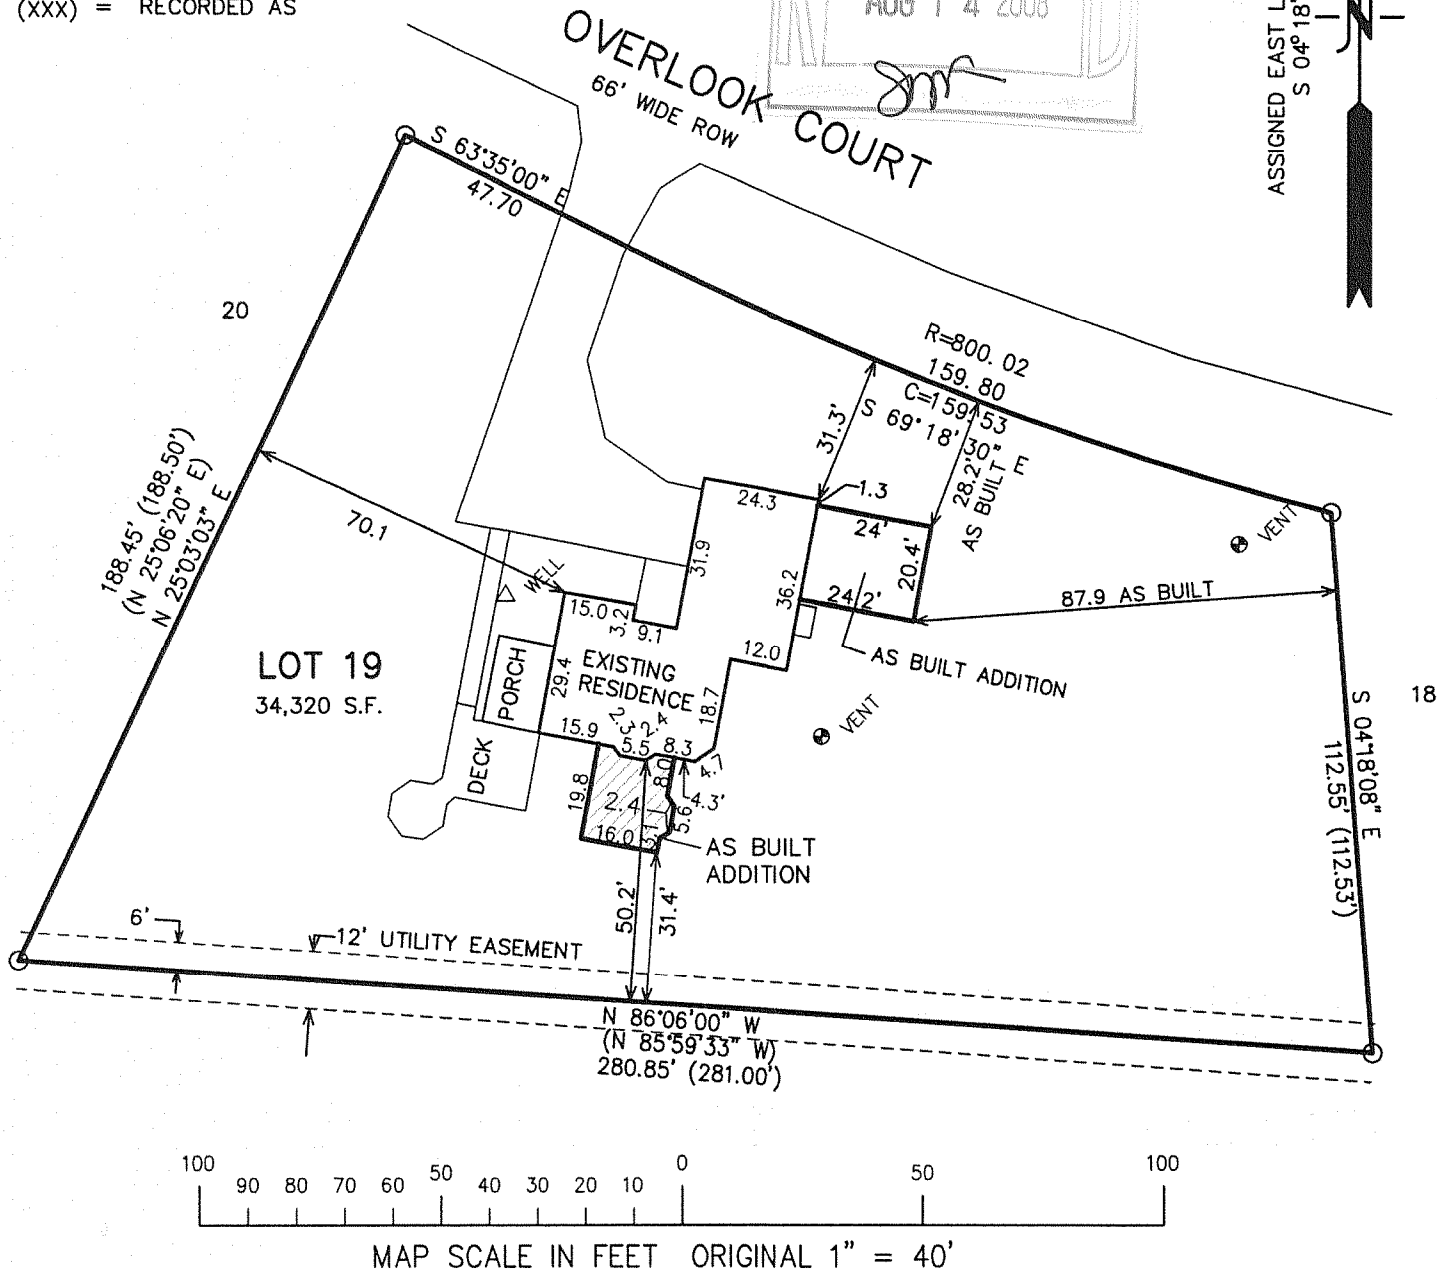 (XXX) = RECORDED AS
AUG 14 2008
OVERLOOK COURT
66' WIDE ROW
ASSIGNED EAST L
S 04°18'
N
S 63°35'00" E
47.70
20
R=800.02
159.80
C=159.53
S 69°18'30" E
31.3'
28.2'
AS BUILT
1.3
24.3
24'
VENT
188.45' (188.50')
(N 25°06'20" E)
N 25°03'03" E
70.1
WELL
31.9
36.2
20.4'
24.2'
87.9 AS BUILT
15.0
3.2
9.1
12.0
AS BUILT ADDITION
LOT 19
34,320 S.F.
PORCH
29.4
EXISTING
RESIDENCE
18.7
VENT
18
S 04°18'08" E
112.55' (112.53')
15.9
2.3
2.4
5.5
8.3
4.7
DECK
19.8
8.0
2.4
4.3'
5.6
16.0
3.1
AS BUILT
ADDITION
50.2'
31.4'
6'
12' UTILITY EASEMENT
N 86°06'00" W
(N 85°59'33" W)
280.85' (281.00')
100 90 80 70 60 50 40 30 20 10 0 50 100
MAP SCALE IN FEET ORIGINAL 1" = 40'